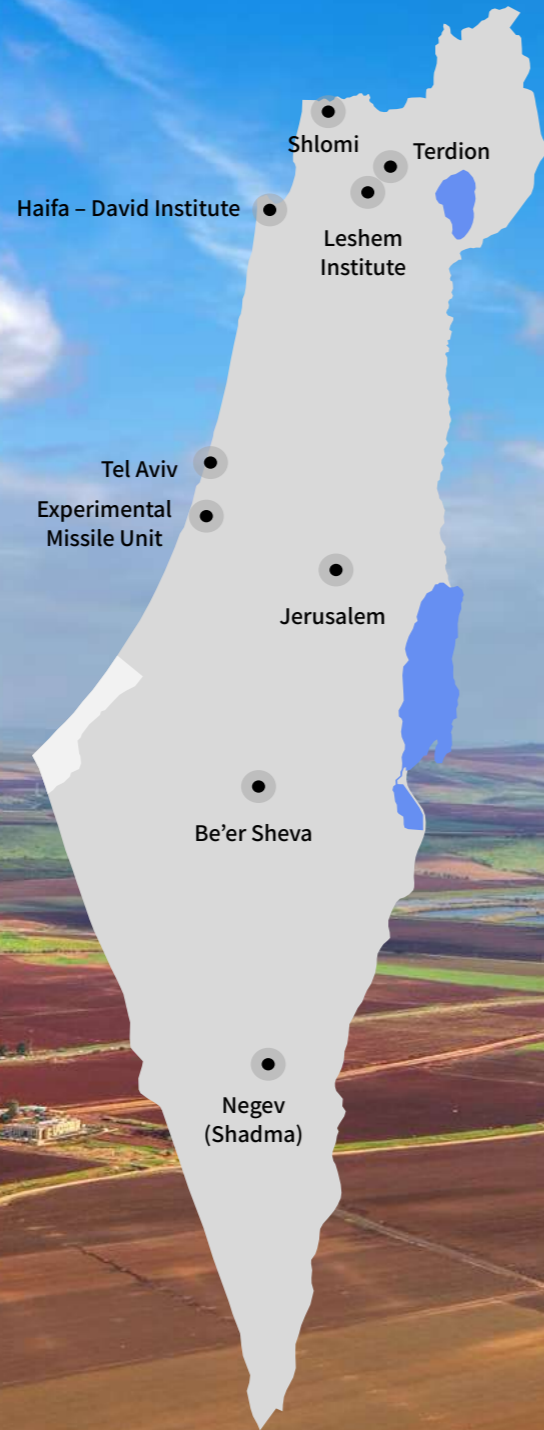 Shlomi
Terdion
Haifa – David Institute
Leshem
Institute
Tel Aviv
Experimental
Missile Unit
Jerusalem
Be’er Sheva
Negev
(Shadma)